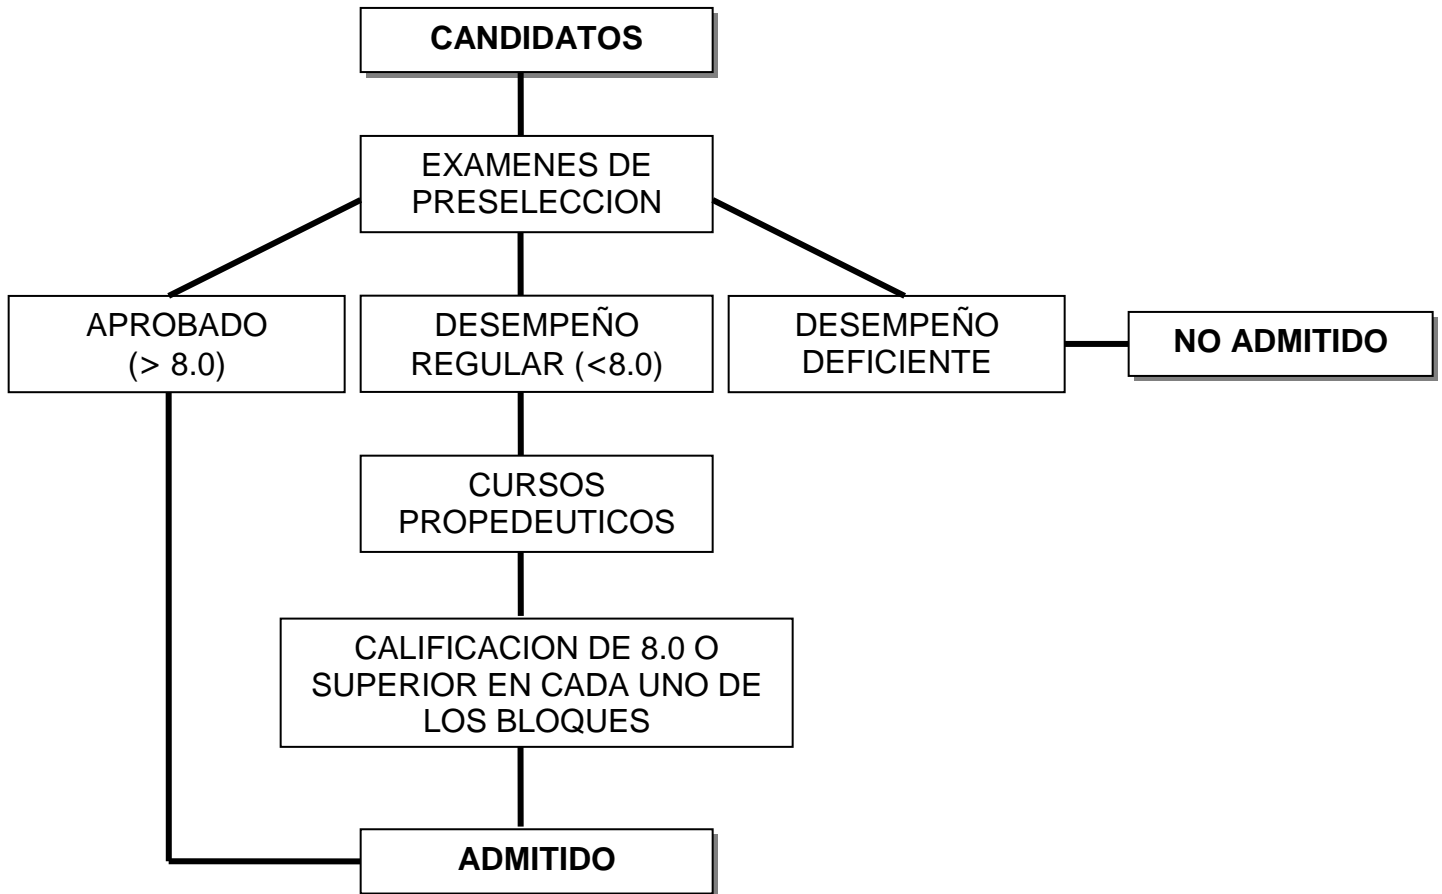 CANDIDATOS
EXAMENES DE
PRESELECCION
APROBADO
(> 8.0)
DESEMPEÑO
REGULAR (<8.0)
DESEMPEÑO
DEFICIENTE
NO ADMITIDO
CURSOS
PROPEDEUTICOS
CALIFICACION DE 8.0 O
SUPERIOR EN CADA UNO DE
LOS BLOQUES
ADMITIDO